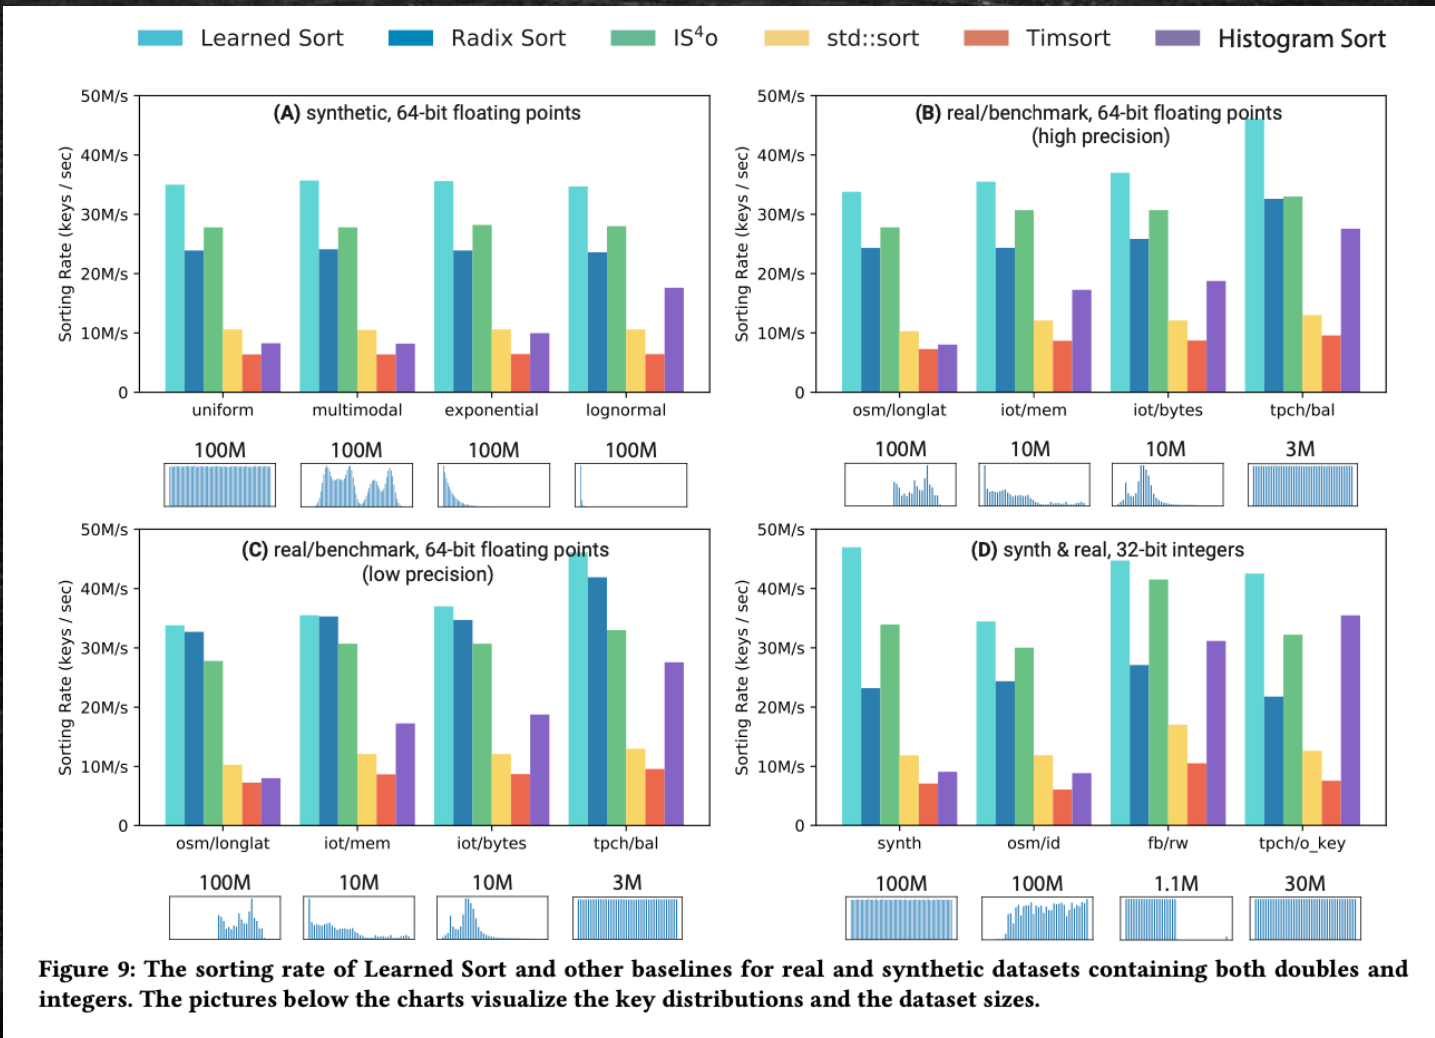 Learned Sort Radix Sort IS⁴o std::sort Timsort Histogram Sort
(A) synthetic, 64-bit floating points
Sorting Rate (keys / sec)
50M/s
40M/s
30M/s
20M/s
10M/s
0
uniform multimodal exponential lognormal
100M 100M 100M 100M
(B) real/benchmark, 64-bit floating points
(high precision)
Sorting Rate (keys / sec)
50M/s
40M/s
30M/s
20M/s
10M/s
0
osm/longlat iot/mem iot/bytes tpch/bal
100M 10M 10M 3M
(C) real/benchmark, 64-bit floating points
(low precision)
Sorting Rate (keys / sec)
50M/s
40M/s
30M/s
20M/s
10M/s
0
osm/longlat iot/mem iot/bytes tpch/bal
100M 10M 10M 3M
(D) synth & real, 32-bit integers
Sorting Rate (keys / sec)
50M/s
40M/s
30M/s
20M/s
10M/s
0
synth osm/id fb/rw tpch/o_key
100M 100M 1.1M 30M
Figure 9: The sorting rate of Learned Sort and other baselines for real and synthetic datasets containing both doubles and
integers. The pictures below the charts visualize the key distributions and the dataset sizes.